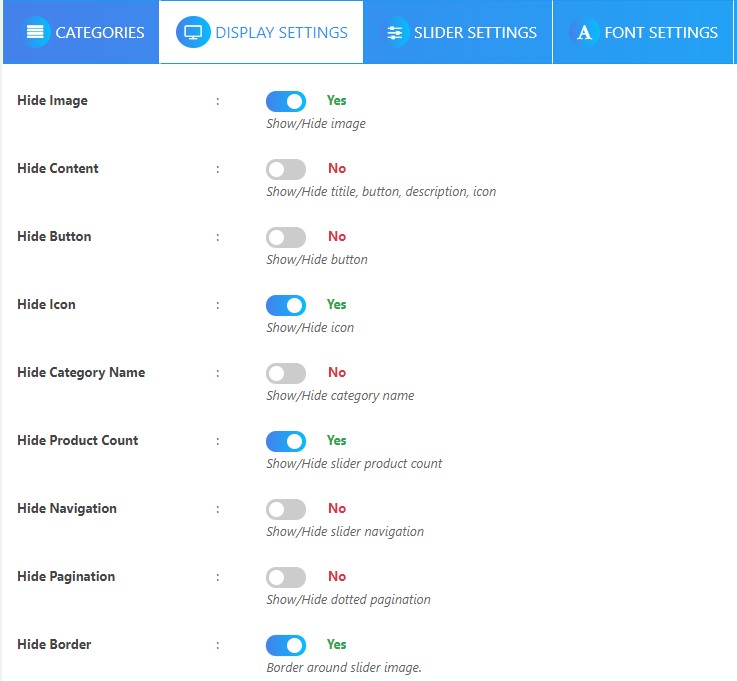 CATEGORIES DISPLAY SETTINGS SLIDER SETTINGS A FONT SETTINGS
Hide Image : Yes
Show/Hide image
Hide Content : No
Show/Hide titile, button, description, icon
Hide Button : No
Show/Hide button
Hide Icon : Yes
Show/Hide icon
Hide Category Name : No
Show/Hide category name
Hide Product Count : Yes
Show/Hide slider product count
Hide Navigation : No
Show/Hide slider navigation
Hide Pagination : No
Show/Hide dotted pagination
Hide Border : Yes
Border around slider image.